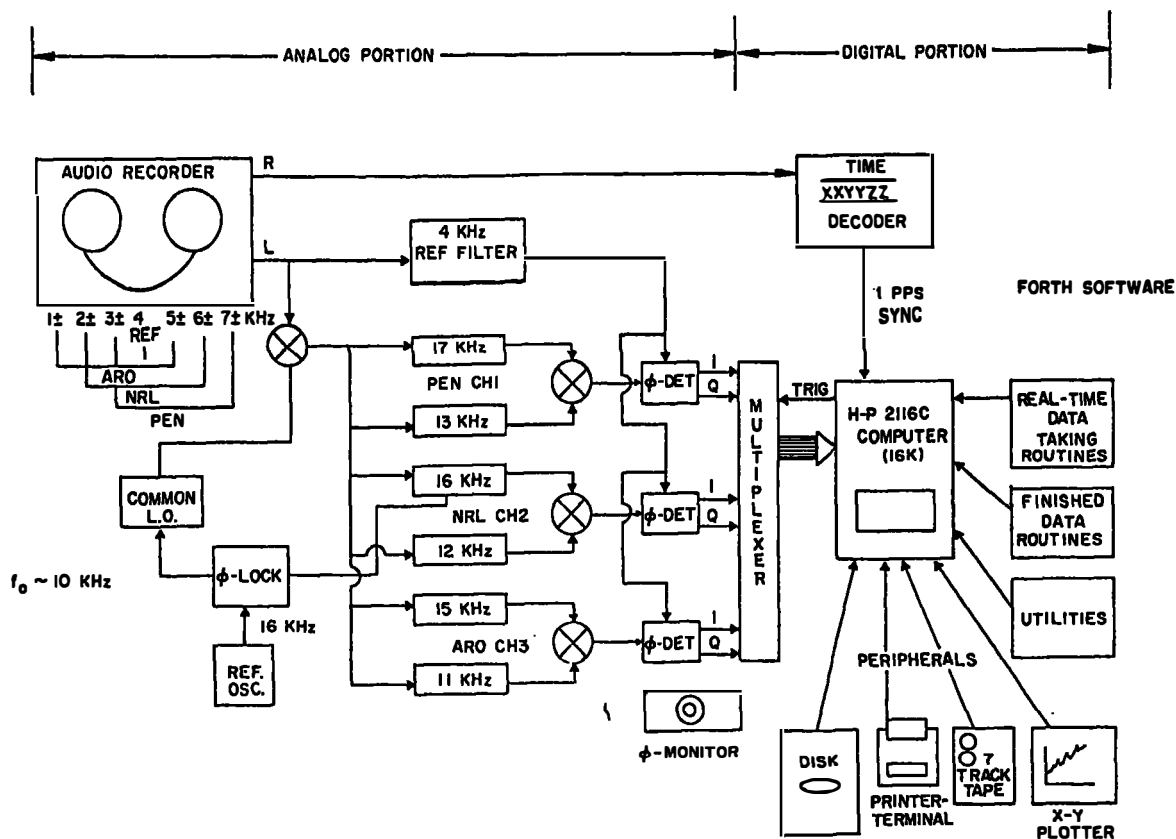 ANALOG PORTION
DIGITAL PORTION
AUDIO RECORDER
R
L
1± 2± 3± 4 5± 6± 7± KHz
REF
ARO
NRL
PEN
4 KHz
REF FILTER
TIME
XXYYZZ
DECODER
1 PPS
SYNC
FORTH SOFTWARE
17 KHz
PEN CH1
13 KHz
16 KHz
NRL CH2
12 KHz
15 KHz
ARO CH3
11 KHz
COMMON
L.O.
ϕ-LOCK
f₀ ~ 10 KHz
16 KHz
REF.
OSC.
ϕ-DET
I
Q
ϕ-DET
I
Q
ϕ-DET
I
Q
MULTIPLEXER
TRIG
H-P 2116C
COMPUTER
(16K)
REAL-TIME
DATA
TAKING
ROUTINES
FINISHED
DATA
ROUTINES
UTILITIES
PERIPHERALS
ϕ-MONITOR
DISK
PRINTER-
TERMINAL
7
TRACK
TAPE
X-Y
PLOTTER